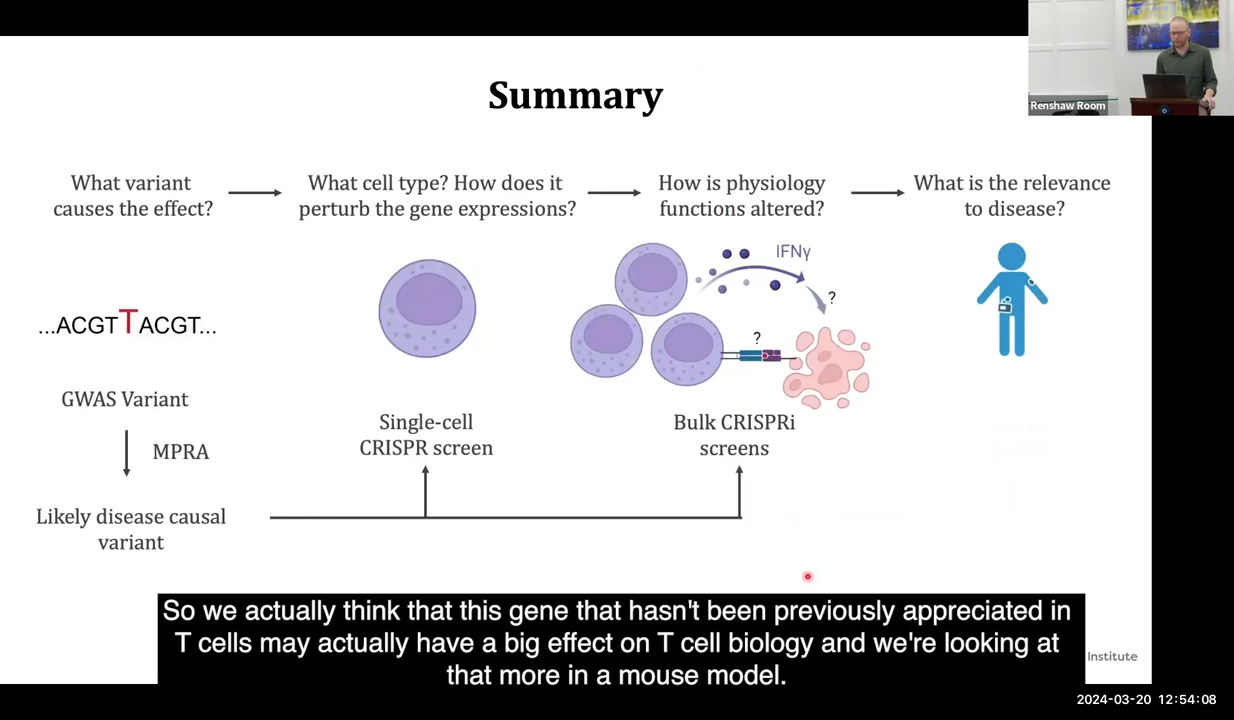 Renshaw Room
Summary
What variant
causes the effect?
What cell type? How does it
perturb the gene expressions?
How is physiology
functions altered?
What is the relevance
to disease?
IFNγ
?
?
...ACGTTACGT...
GWAS Variant
MPRA
Likely disease causal
variant
Single-cell
CRISPR screen
Bulk CRISPRi
screens
So we actually think that this gene that hasn't been previously appreciated in
T cells may actually have a big effect on T cell biology and we're looking at
that more in a mouse model.
Institute
2024-03-20 12:54:08